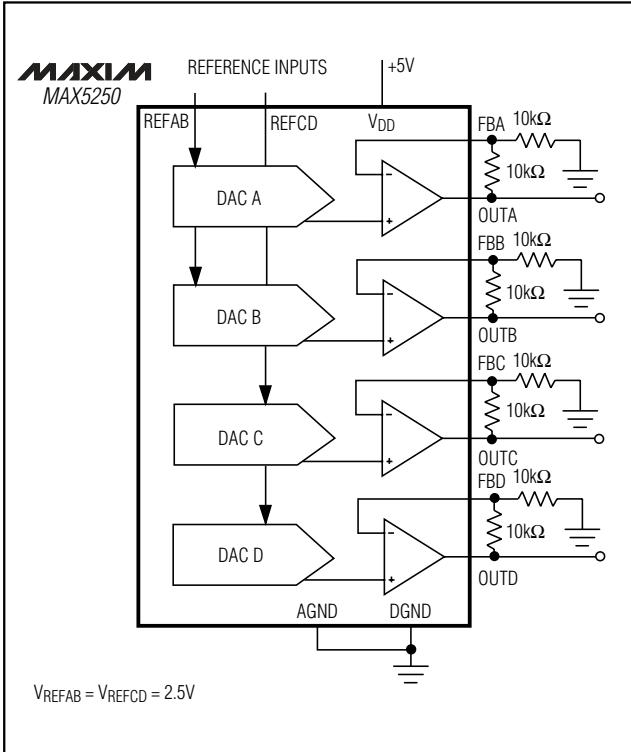 MAXIM
MAX5250
REFERENCE INPUTS
+5V
REFAB
REFCD
VDD
FBA
10kΩ
10kΩ
DAC A
-
+
OUTA
FBB
10kΩ
10kΩ
DAC B
-
+
OUTB
FBC
10kΩ
10kΩ
DAC C
-
+
OUTC
FBD
10kΩ
10kΩ
DAC D
-
+
OUTD
AGND
DGND
VREFAB = VREFCD = 2.5V